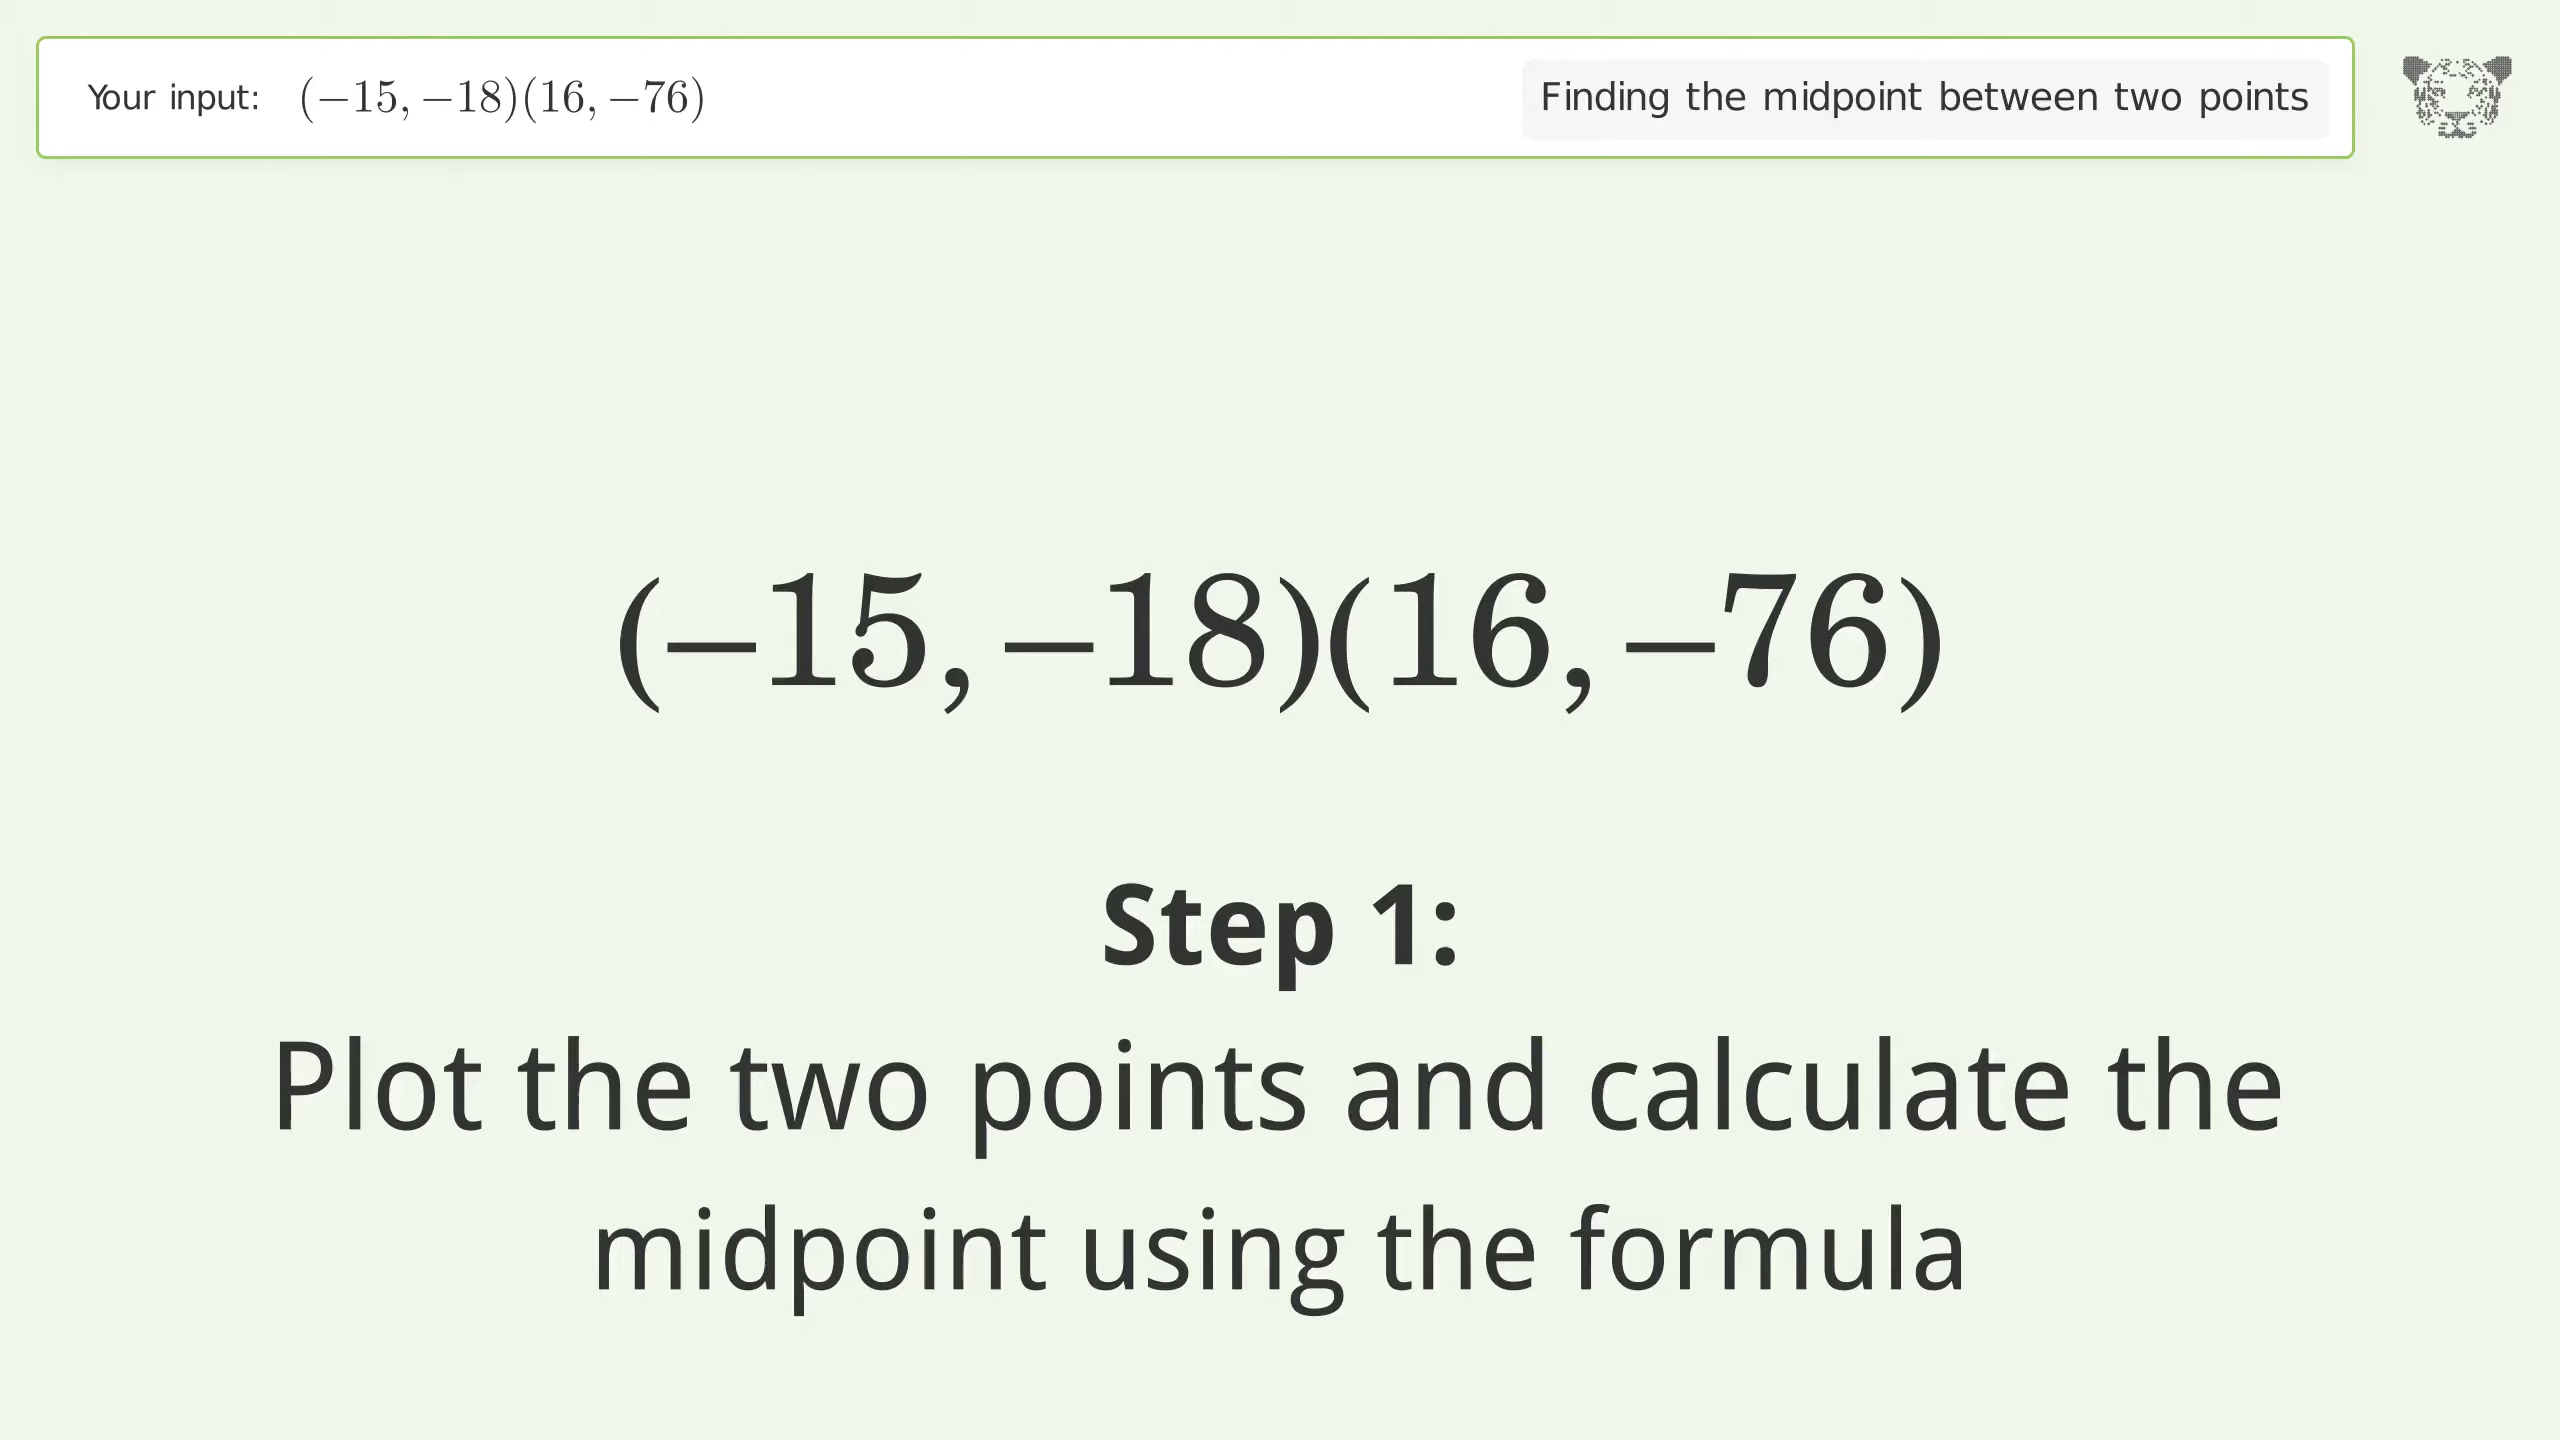 Your input: (−15, −18)(16, −76) Finding the midpoint between two points
(−15, −18)(16, −76)
Step 1:
Plot the two points and calculate the
midpoint using the formula